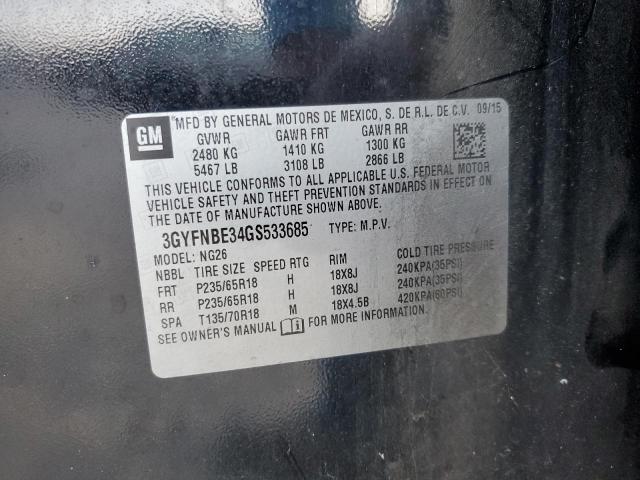 GM
MFD BY GENERAL MOTORS DE MEXICO, S. DE R.L. DE C.V. 09/15
GVWR GAWR FRT GAWR RR
2480 KG 1410 KG 1300 KG
5467 LB 3108 LB 2866 LB
THIS VEHICLE CONFORMS TO ALL APPLICABLE U.S. FEDERAL MOTOR
VEHICLE SAFETY AND THEFT PREVENTION STANDARDS IN EFFECT ON
THE DATE OF MANUFACTURE SHOWN ABOVE.
3GYFNBE34GS533685 TYPE: M.P.V.
MODEL: NG26
NBBL TIRE SIZE SPEED RTG RIM COLD TIRE PRESSURE
FRT P235/65R18 H 18X8J 240KPA(35PSI)
RR P235/65R18 H 18X8J 240KPA(35PSI)
SPA T135/70R18 M 18X4.5B 420KPA(60PSI)
SEE OWNER'S MANUAL FOR MORE INFORMATION.